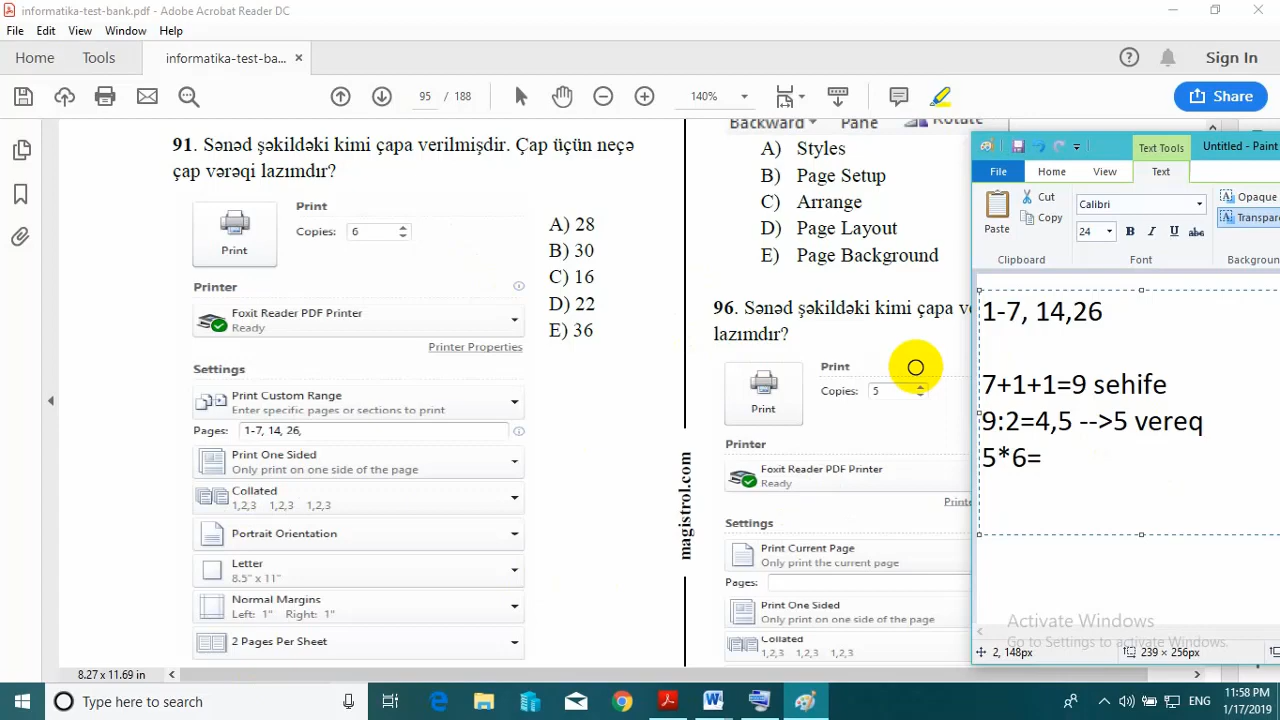 informatika-test-bank.pdf - Adobe Acrobat Reader DC
File Edit View Window Help
Home Tools informatika-test-ba... × Sign In
95 / 188 140% Share
91. Sənəd şəkildəki kimi çapa verilmişdir. Çap üçün neçə
çap vərəqi lazımdır?
Print
Copies: 6
Print
A) 28
B) 30
C) 16
D) 22
E) 36
Printer
Foxit Reader PDF Printer
Ready
Printer Properties
Settings
Print Custom Range
Enter specific pages or sections to print
Pages: 1-7, 14, 26,
Print One Sided
Only print on one side of the page
Collated
1,2,3 1,2,3 1,2,3
Portrait Orientation
Letter
8.5" x 11"
Normal Margins
Left: 1" Right: 1"
2 Pages Per Sheet
8.27 x 11.69 in
magistrol.com
Backward Pane Rotate
A) Styles
B) Page Setup
C) Arrange
D) Page Layout
E) Page Background
96. Sənəd şəkildəki kimi çapa
lazımdır?
Print
Copies: 5
Print
Printer
Foxit Reader PDF Printer
Ready
Settings
Print Current Page
Only print the current page
Pages:
Print One Sided
Only print on one side of the page
Collated
1,2,3 1,2,3 1,2,3
Text Tools Untitled - Paint
File Home View Text
Paste Cut
Copy
Calibri
24 B I U abc
Opaque
Clipboard Font
1-7, 14,26
7+1+1=9 sehife
9:2=4,5 -->5 vereq
5*6=
Activate Windows
Go to Settings to activate Windows.
2, 148px 239 × 256px
Type here to search
ENG
11:58 PM
1/17/2019